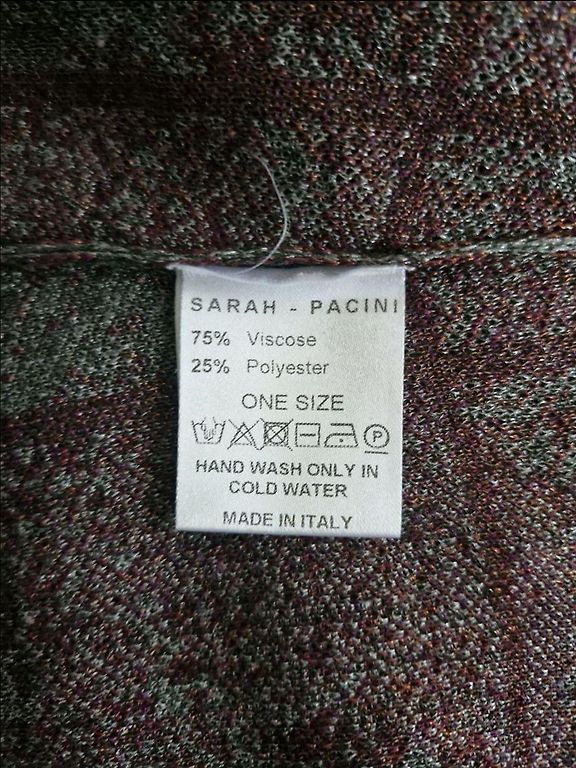 SARAH - PACINI
75% Viscose
25% Polyester
ONE SIZE
P
HAND WASH ONLY IN
COLD WATER
MADE IN ITALY